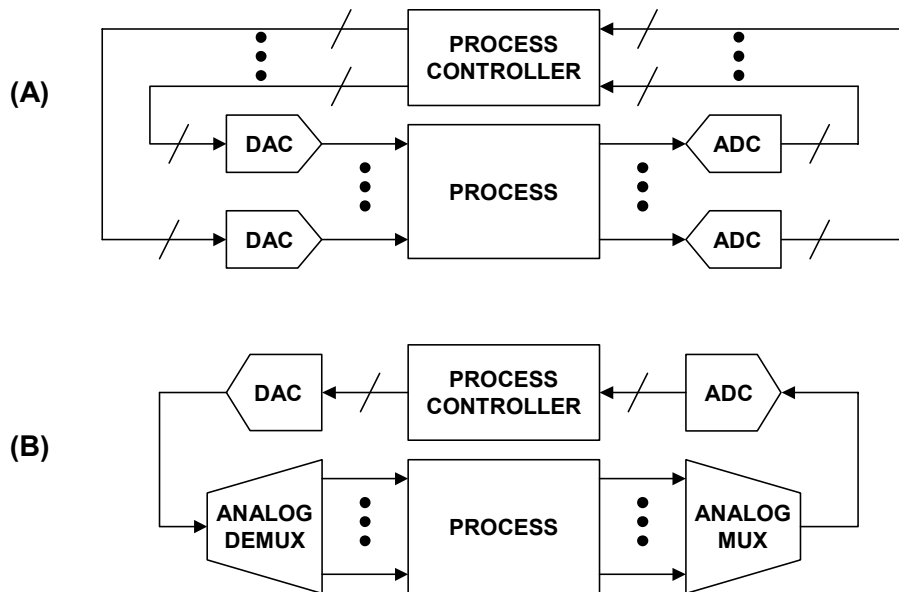 (A)
PROCESS
CONTROLLER
DAC
PROCESS
ADC
DAC
ADC
(B)
DAC
PROCESS
CONTROLLER
ADC
ANALOG
DEMUX
PROCESS
ANALOG
MUX